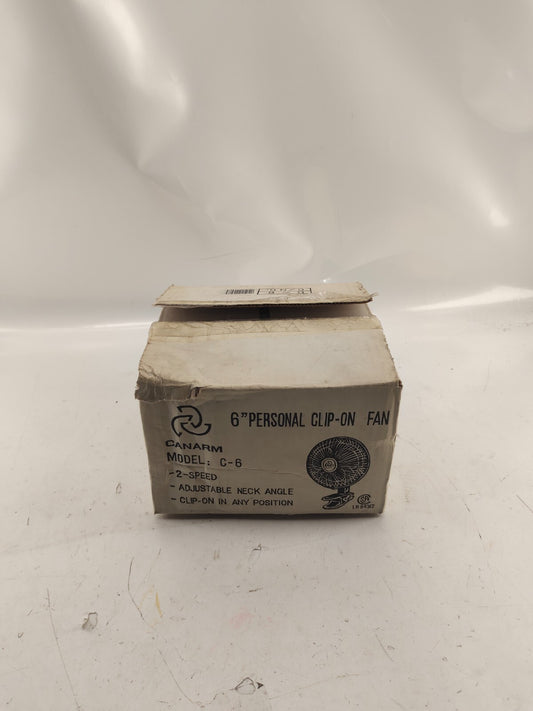 6" PERSONAL CLIP-ON FAN
CANARM
MODEL: C-6
-2-SPEED
- ADJUSTABLE NECK ANGLE
- CLIP-ON IN ANY POSITION